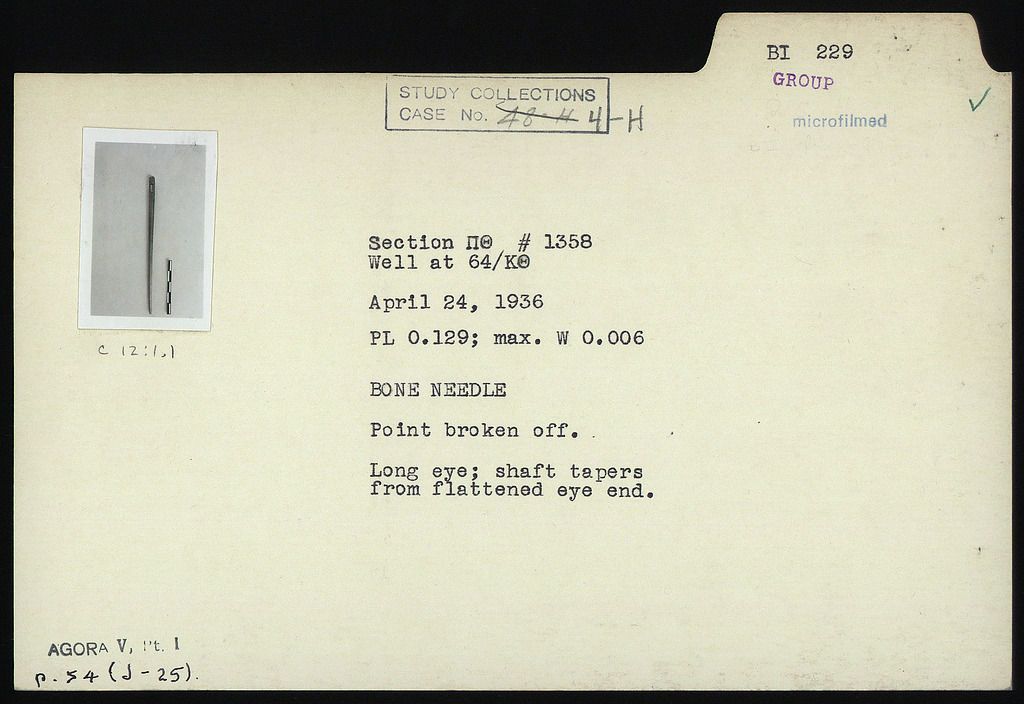 BI 229
GROUP
microfilmed
✓
STUDY COLLECTIONS
CASE No. 48-H 4-H
Section ΠΘ # 1358
Well at 64/ΚΘ
April 24, 1936
PL 0.129; max. W 0.006
BONE NEEDLE
Point broken off.
Long eye; shaft tapers
from flattened eye end.
C 12:1,1
AGORA V, Pt. I
p. 54 (J-25).